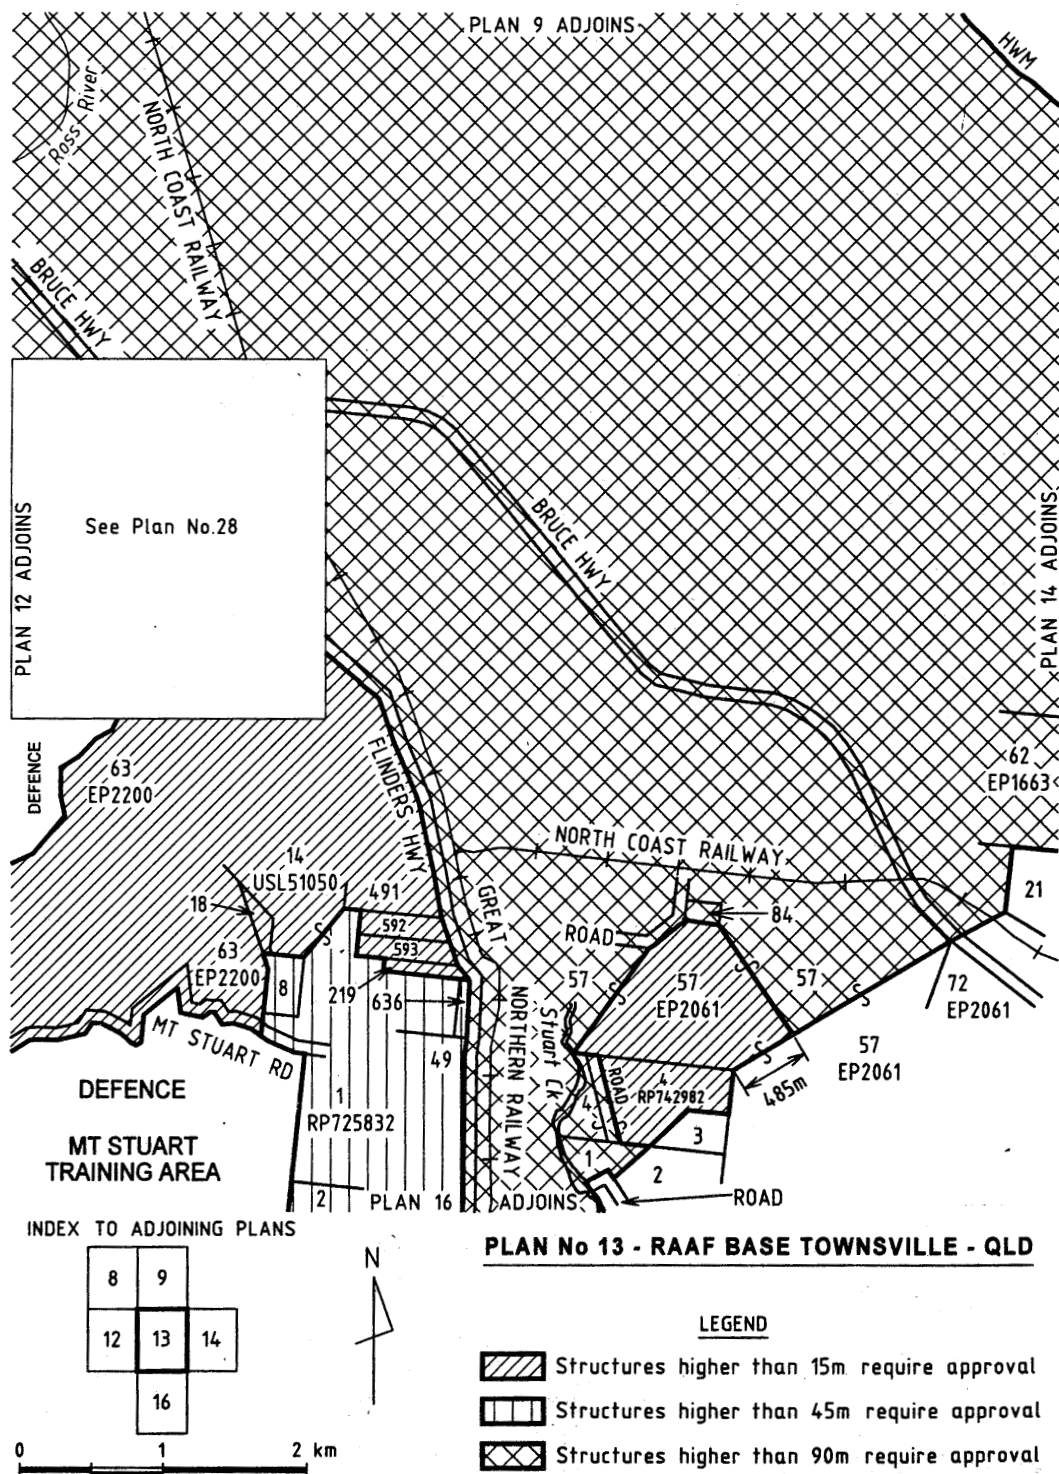 PLAN 9 ADJOINS
HWM
Ross River
NORTH COAST RAILWAY
BRUCE HWY
See Plan No.28
PLAN 12 ADJOINS
BRUCE HWY
PLAN 14 ADJOINS
DEFENCE
63
EP2200
FLINDERS HWY
62
EP1663
NORTH COAST RAILWAY
14
USL51050
491
18
592
593
GREAT NORTHERN RAILWAY
84
21
ROAD
63
EP2200
8
219
636
57
57
EP2061
57
72
EP2061
S
S
S
S
S
S
S
S
Stuart Ck
MT STUART RD
49
57
EP2061
485m
4
RP742982
ROAD
4
DEFENCE
1
RP725832
3
MT STUART
TRAINING AREA
1
2
2
PLAN 16 ADJOINS
ROAD
INDEX TO ADJOINING PLANS
8
9
12
13
14
16
N
0 1 2 km
PLAN No 13 - RAAF BASE TOWNSVILLE - QLD
LEGEND
Structures higher than 15m require approval
Structures higher than 45m require approval
Structures higher than 90m require approval